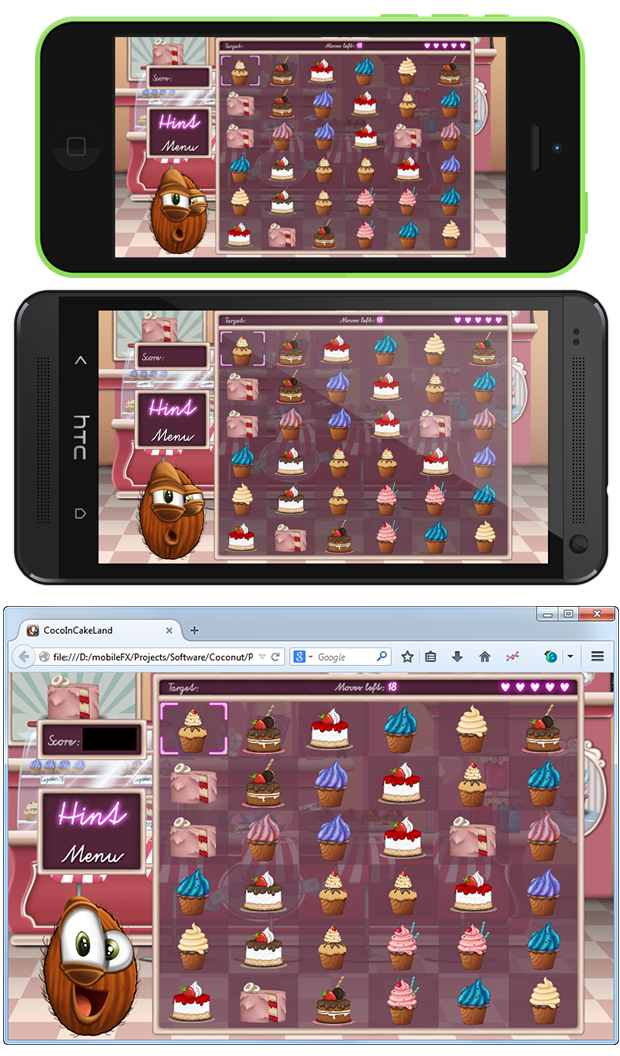 Target:
Moves left: 18
Score:
Hint
Menu
hTC
Target:
Moves left: 18
Score:
Hint
Menu
CocoInCakeLand
file:///D:/mobileFX/Projects/Software/Coconut/P
Google
Target:
Moves left: 18
Score:
Hint
Menu